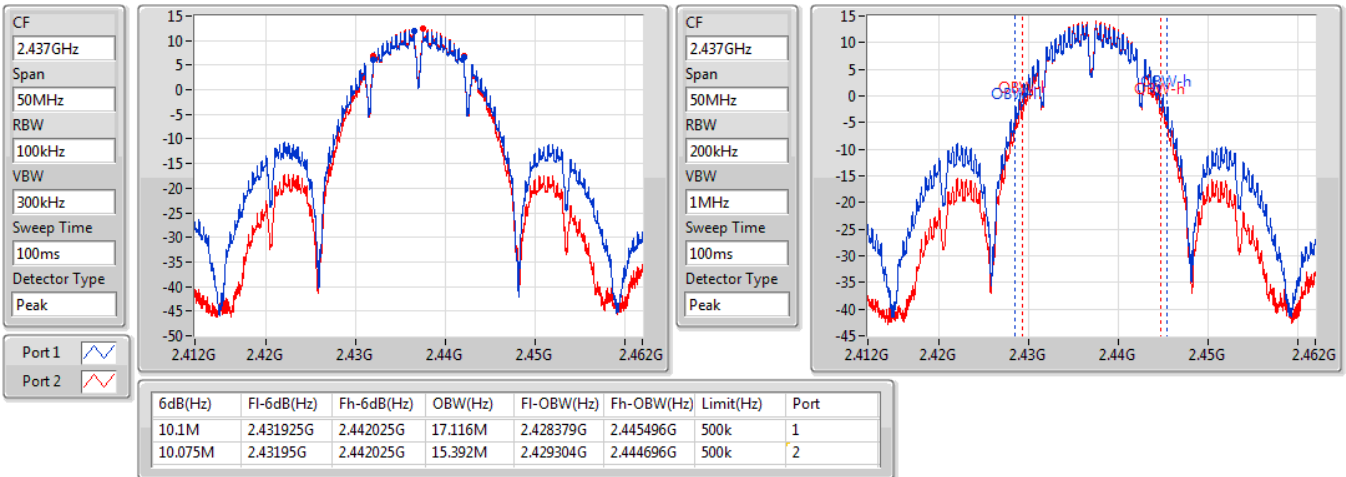 CF
2.437GHz
Span
50MHz
RBW
100kHz
VBW
300kHz
Sweep Time
100ms
Detector Type
Peak
Port 1
Port 2
15
10
5
0
-5
-10
-15
-20
-25
-30
-35
-40
-45
-50
2.412G 2.42G 2.43G 2.44G 2.45G 2.462G
CF
2.437GHz
Span
50MHz
RBW
200kHz
VBW
1MHz
Sweep Time
100ms
Detector Type
Peak
15
10
5
0
-5
-10
-15
-20
-25
-30
-35
-40
-45
OBW-h
OBW-h
2.412G 2.42G 2.43G 2.44G 2.45G 2.462G
6dB(Hz) Fl-6dB(Hz) Fh-6dB(Hz) OBW(Hz) Fl-OBW(Hz) Fh-OBW(Hz) Limit(Hz) Port
10.1M 2.431925G 2.442025G 17.116M 2.428379G 2.445496G 500k 1
10.075M 2.43195G 2.442025G 15.392M 2.429304G 2.444696G 500k 2